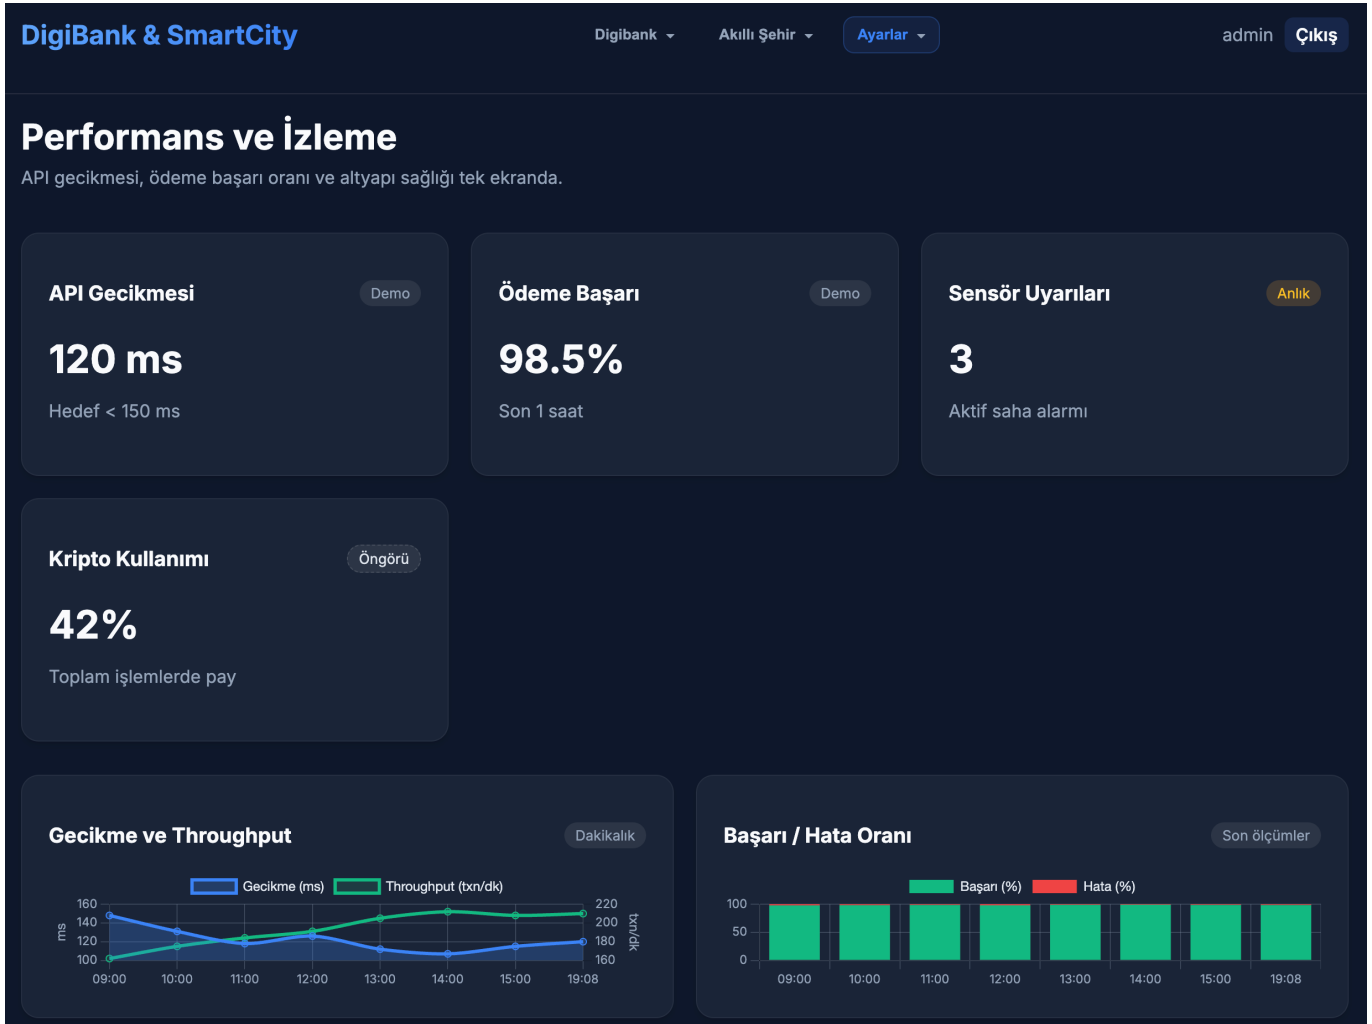 DigiBank & SmartCity
Digibank
Akıllı Şehir
Ayarlar
admin
Çıkış
Performans ve İzleme
API gecikmesi, ödeme başarı oranı ve altyapı sağlığı tek ekranda.
API Gecikmesi
Demo
120 ms
Hedef < 150 ms
Ödeme Başarı
Demo
98.5%
Son 1 saat
Sensör Uyarıları
Anlık
3
Aktif saha alarmı
Kripto Kullanımı
Öngörü
42%
Toplam işlemlerde pay
Gecikme ve Throughput
Dakikalık
Gecikme (ms)
Throughput (txn/dk)
160
140
120
100
ms
220
200
180
160
txn/dk
09:00
10:00
11:00
12:00
13:00
14:00
15:00
19:08
Başarı / Hata Oranı
Son ölçümler
Başarı (%)
Hata (%)
100
50
0
09:00
10:00
11:00
12:00
13:00
14:00
15:00
19:08